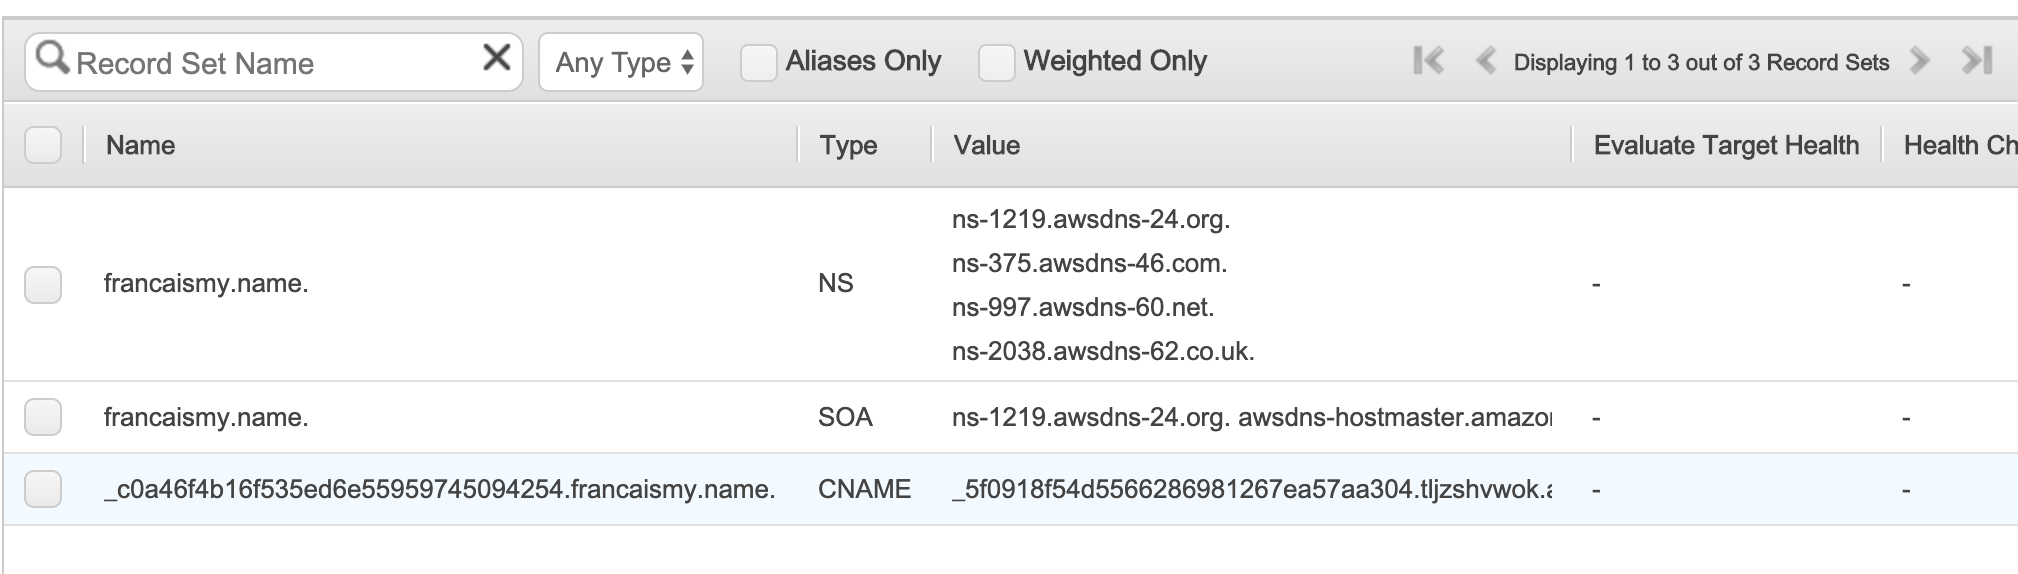 Record Set Name Any Type Aliases Only Weighted Only Displaying 1 to 3 out of 3 Record Sets
Name Type Value Evaluate Target Health Health Ch
ns-1219.awsdns-24.org.
ns-375.awsdns-46.com.
francaismy.name. NS - -
ns-997.awsdns-60.net.
ns-2038.awsdns-62.co.uk.
francaismy.name. SOA ns-1219.awsdns-24.org. awsdns-hostmaster.amazo - -
_c0a46f4b16f535ed6e55959745094254.francaismy.name. CNAME _5f0918f54d5566286981267ea57aa304.tljzshvwok.a - -